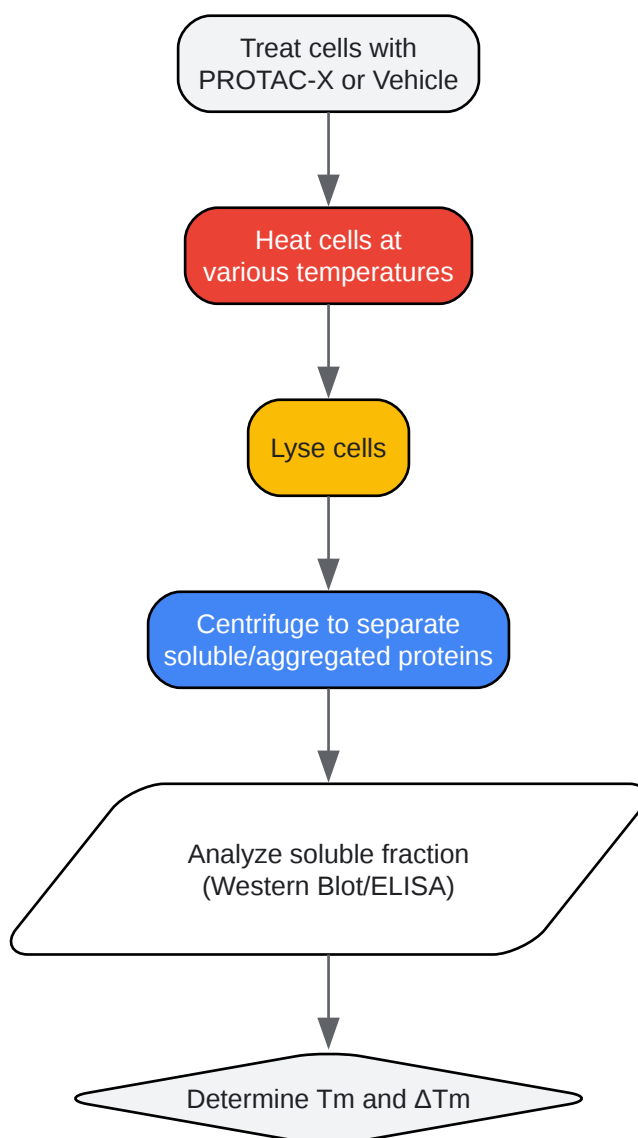 Treat cells with
PROTAC-X or Vehicle
Heat cells at
various temperatures
Lyse cells
Centrifuge to separate
soluble/aggregated proteins
Analyze soluble fraction
(Western Blot/ELISA)
Determine Tm and ΔTm